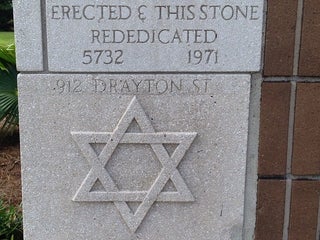 ERECTED & THIS STONE
REDEDICATED
5732 1971
912 DRAYTON ST.